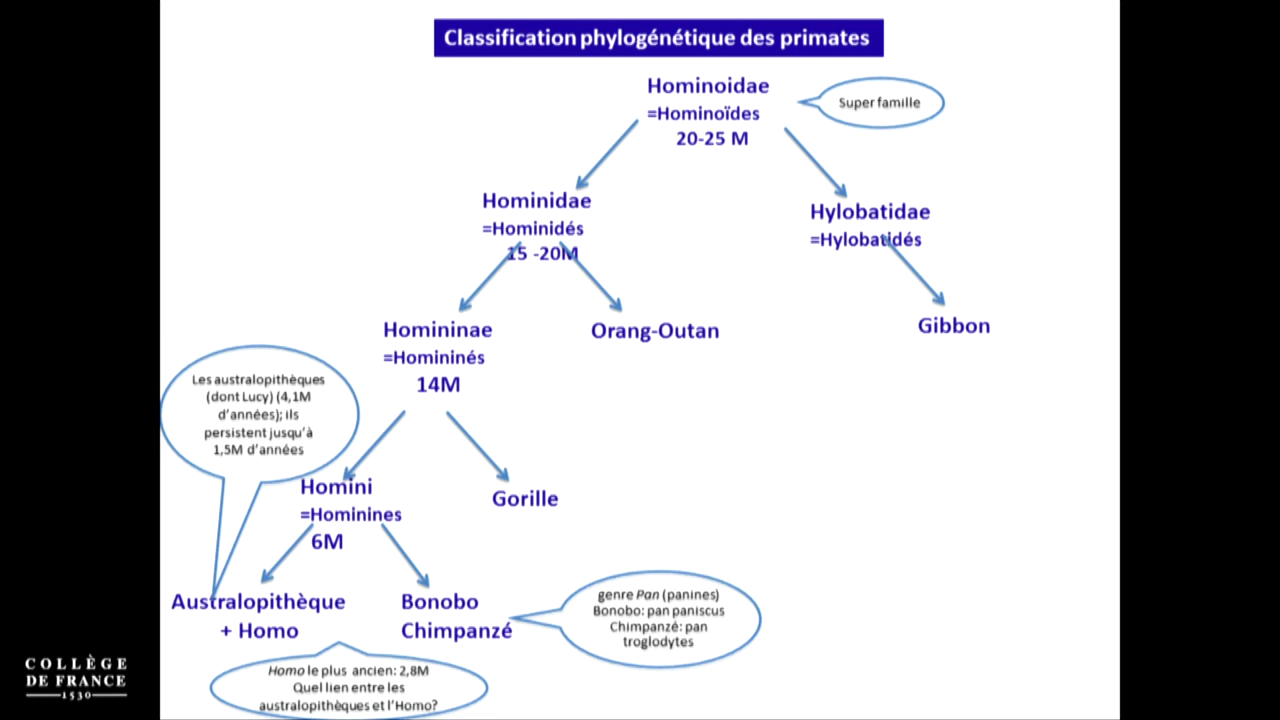 Classification phylogénétique des primates
Hominoidae
=Hominoïdes
20-25 M
Super famille
Hominidae
=Hominidés
15 -20M
Hylobatidae
=Hylobatidés
Homininae
=Homininés
14M
Orang-Outan
Gibbon
Les australopithèques
(dont Lucy) (4,1M
d'années); ils
persistent jusqu'à
1,5M d'années
Homini
=Hominines
6M
Gorille
Australopithèque
+ Homo
Bonobo
Chimpanzé
genre Pan (panines)
Bonobo: pan paniscus
Chimpanzé: pan
troglodytes
Homo le plus ancien: 2,8M
Quel lien entre les
australopithèques et l'Homo?
COLLÈGE
DE FRANCE
1530